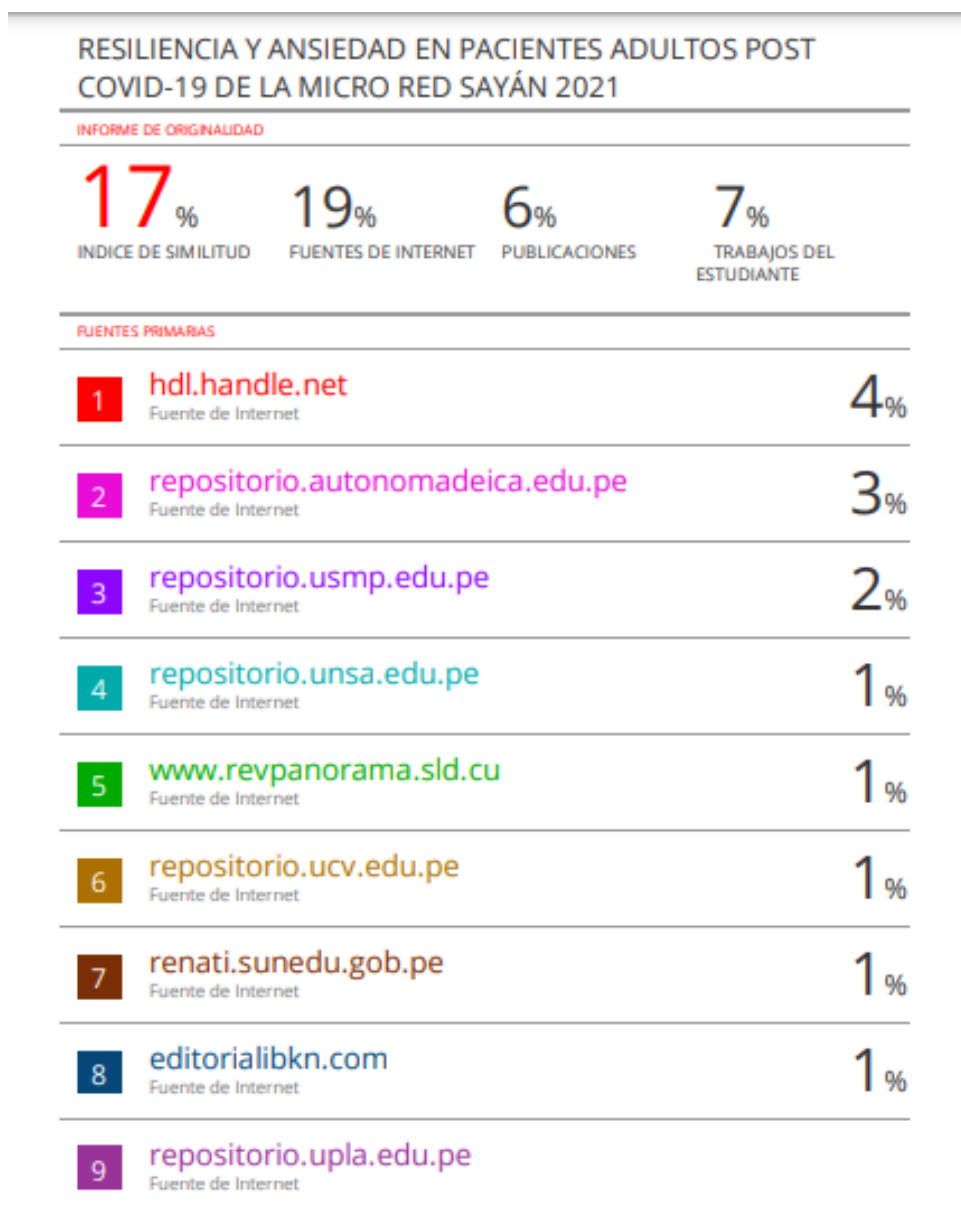 RESILIENCIA Y ANSIEDAD EN PACIENTES ADULTOS POST
COVID-19 DE LA MICRO RED SAYÁN 2021
INFORME DE ORIGINALIDAD
17% 19% 6% 7%
INDICE DE SIMILITUD FUENTES DE INTERNET PUBLICACIONES TRABAJOS DEL
ESTUDIANTE
FUENTES PRIMARIAS
1 hdl.handle.net 4%
Fuente de Internet
2 repositorio.autonomadeica.edu.pe 3%
Fuente de Internet
3 repositorio.usmp.edu.pe 2%
Fuente de Internet
4 repositorio.unsa.edu.pe 1%
Fuente de Internet
5 www.revpanorama.sld.cu 1%
Fuente de Internet
6 repositorio.ucv.edu.pe 1%
Fuente de Internet
7 renati.sunedu.gob.pe 1%
Fuente de Internet
8 editorialibkn.com 1%
Fuente de Internet
9 repositorio.upla.edu.pe
Fuente de Internet